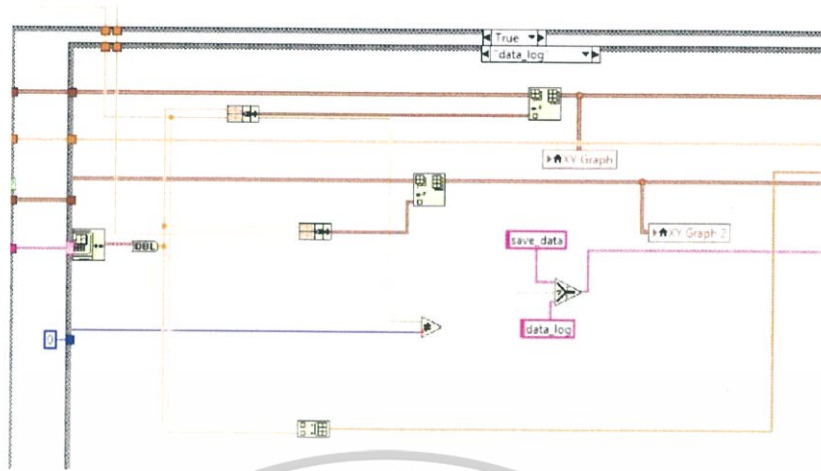 True
"data_log"
XY Graph
XY Graph 2
DBL
save_data
data_log
0